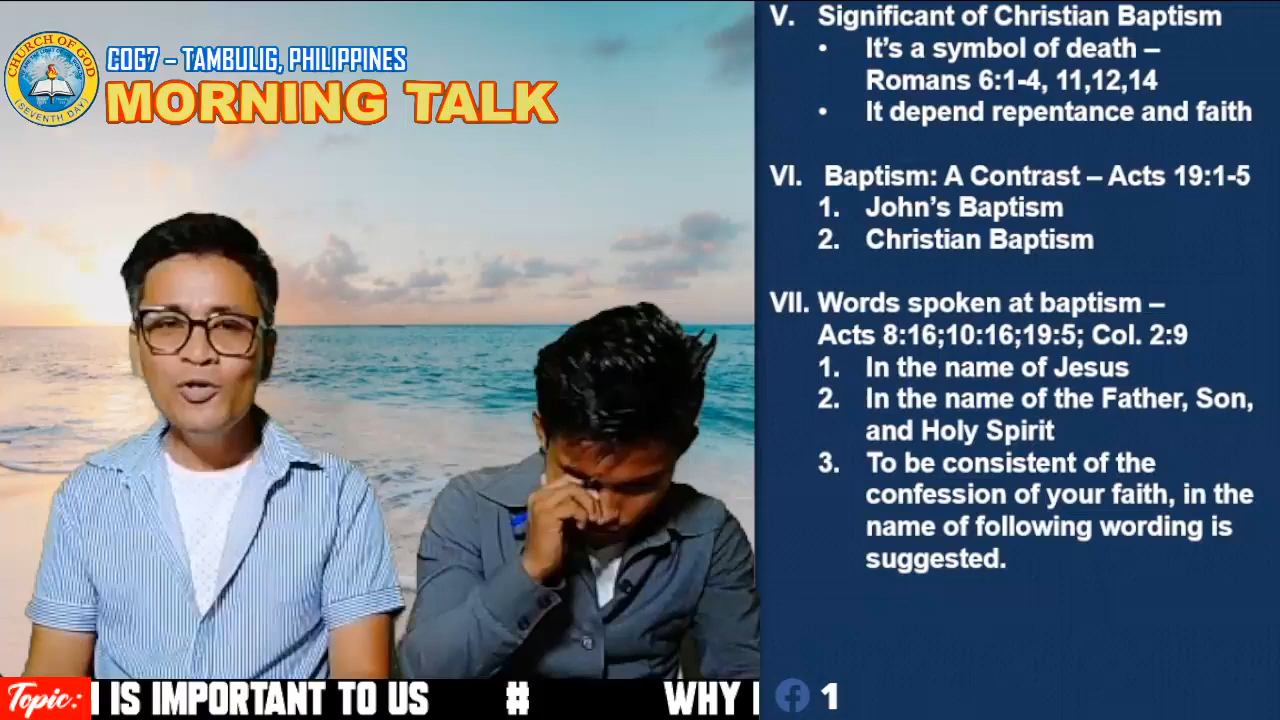 CHURCH OF GOD
(SEVENTH DAY)
COG7 – TAMBULIG, PHILIPPINES
MORNING TALK
V. Significant of Christian Baptism
• It’s a symbol of death –
Romans 6:1-4, 11,12,14
• It depend repentance and faith
VI. Baptism: A Contrast – Acts 19:1-5
1. John’s Baptism
2. Christian Baptism
VII. Words spoken at baptism –
Acts 8:16;10:16;19:5; Col. 2:9
1. In the name of Jesus
2. In the name of the Father, Son,
and Holy Spirit
3. To be consistent of the
confession of your faith, in the
name of following wording is
suggested.
Topic: IS IMPORTANT TO US # WHY
1